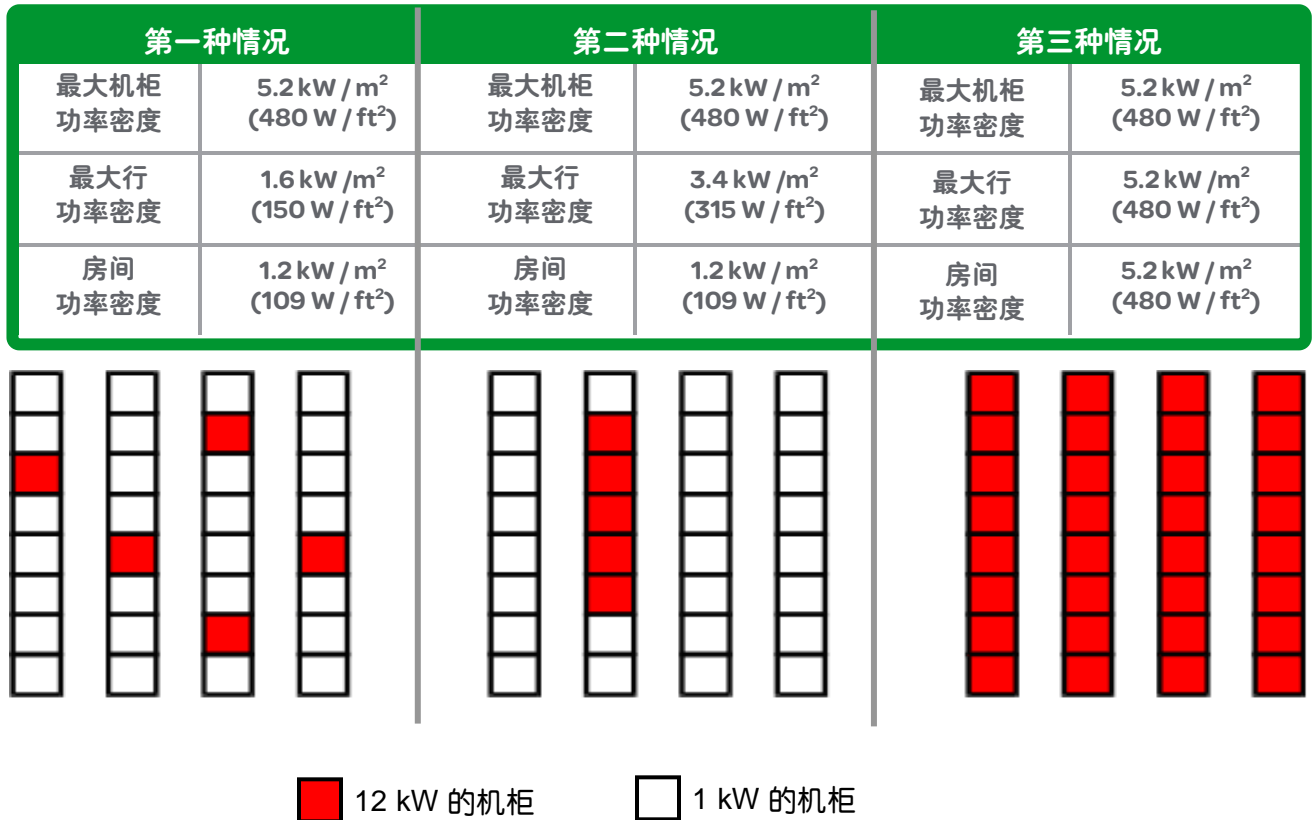 第一种情况
第二种情况
第三种情况
最大机柜
功率密度
5.2 kW / m²
(480 W / ft²)
最大机柜
功率密度
5.2 kW / m²
(480 W / ft²)
最大机柜
功率密度
5.2 kW / m²
(480 W / ft²)
最大行
功率密度
1.6 kW /m²
(150 W / ft²)
最大行
功率密度
3.4 kW /m²
(315 W / ft²)
最大行
功率密度
5.2 kW / m²
(480 W / ft²)
房间
功率密度
1.2 kW / m²
(109 W / ft²)
房间
功率密度
1.2 kW / m²
(109 W / ft²)
房间
功率密度
5.2 kW / m²
(480 W / ft²)
12 kW 的机柜
1 kW 的机柜